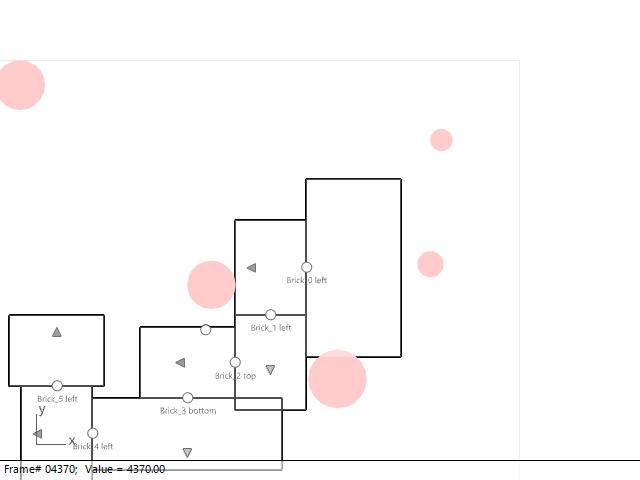 Brick_0 left
Brick_1 left
Brick_2 top
Brick_5 left
Brick_3 bottom
y
x
Brick_4 left
Frame# 04370; Value = 4370.00